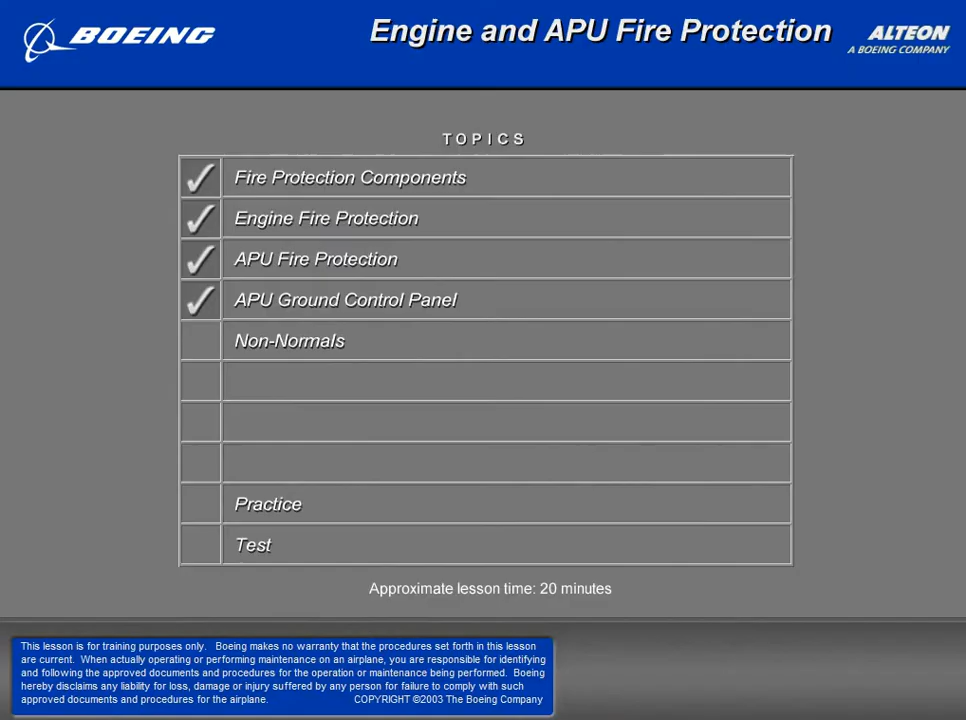 BOEING
Engine and APU Fire Protection
ALTEON
A BOEING COMPANY
TOPICS
Fire Protection Components
Engine Fire Protection
APU Fire Protection
APU Ground Control Panel
Non-Normals
Practice
Test
Approximate lesson time: 20 minutes
This lesson is for training purposes only. Boeing makes no warranty that the procedures set forth in this lesson
are current. When actually operating or performing maintenance on an airplane, you are responsible for identifying
and following the approved documents and procedures for the operation or maintenance being performed. Boeing
hereby disclaims any liability for loss, damage or injury suffered by any person for failure to comply with such
approved documents and procedures for the airplane. COPYRIGHT ©2003 The Boeing Company